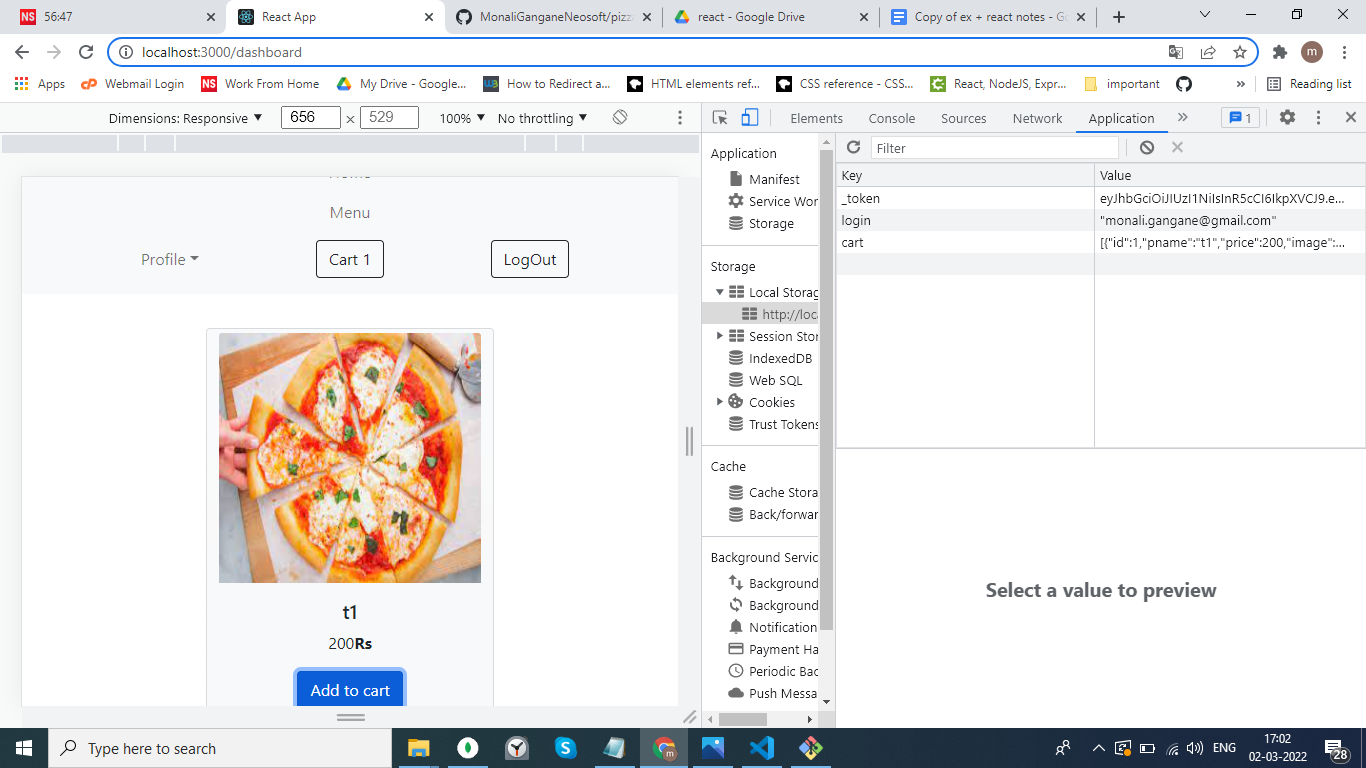 56:47
React App
MonaliGanganeNeosoft/pizz
react - Google Drive
Copy of ex + react notes - Go
localhost:3000/dashboard
m
Apps
Webmail Login
NS
Work From Home
My Drive - Google...
How to Redirect a...
HTML elements ref...
CSS reference - CSS...
React, NodeJS, Expr...
important
»
Reading list
Dimensions: Responsive
656
×
529
100%
No throttling
Elements
Console
Sources
Network
Application
»
1
Menu
Profile
Cart 1
LogOut
t1
200Rs
Add to cart
Application
Manifest
Service Wor
Storage
Storage
Local Storag
http://loca
Session Stor
IndexedDB
Web SQL
Cookies
Trust Tokens
Cache
Cache Stora
Back/forwar
Background Servic
Background
Background
Notification
Payment Ha
Periodic Bac
Push Messa
Filter
Key
Value
_token
eyJhbGciOiJIUzI1NiIsInR5cCI6IkpXVCJ9.e...
login
"monali.gangane@gmail.com"
cart
[{"id":1,"pname":"t1","price":200,"image":...
Select a value to preview
Type here to search
ENG
17:02
02-03-2022
28